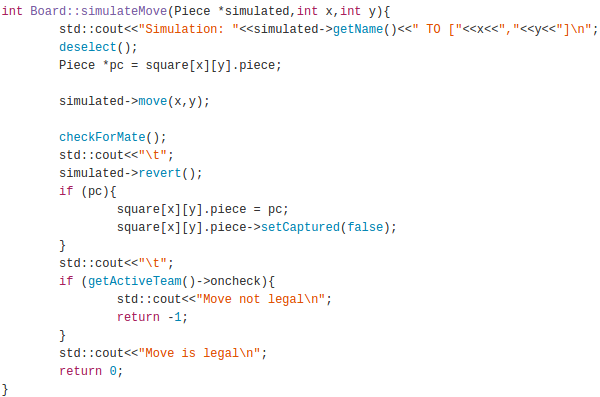 int Board::simulateMove(Piece *simulated,int x,int y){
        std::cout<<"Simulation: "<<simulated->getName()<<" TO ["<<x<<","<<y<<"]\n";
        deselect();
        Piece *pc = square[x][y].piece;

        simulated->move(x,y);

        checkForMate();
        std::cout<<"\t";
        simulated->revert();
        if (pc){
                square[x][y].piece = pc;
                square[x][y].piece->setCaptured(false);
        }
        std::cout<<"\t";
        if (getActiveTeam()->oncheck){
                std::cout<<"Move not legal\n";
                return -1;
        }
        std::cout<<"Move is legal\n";
        return 0;
}